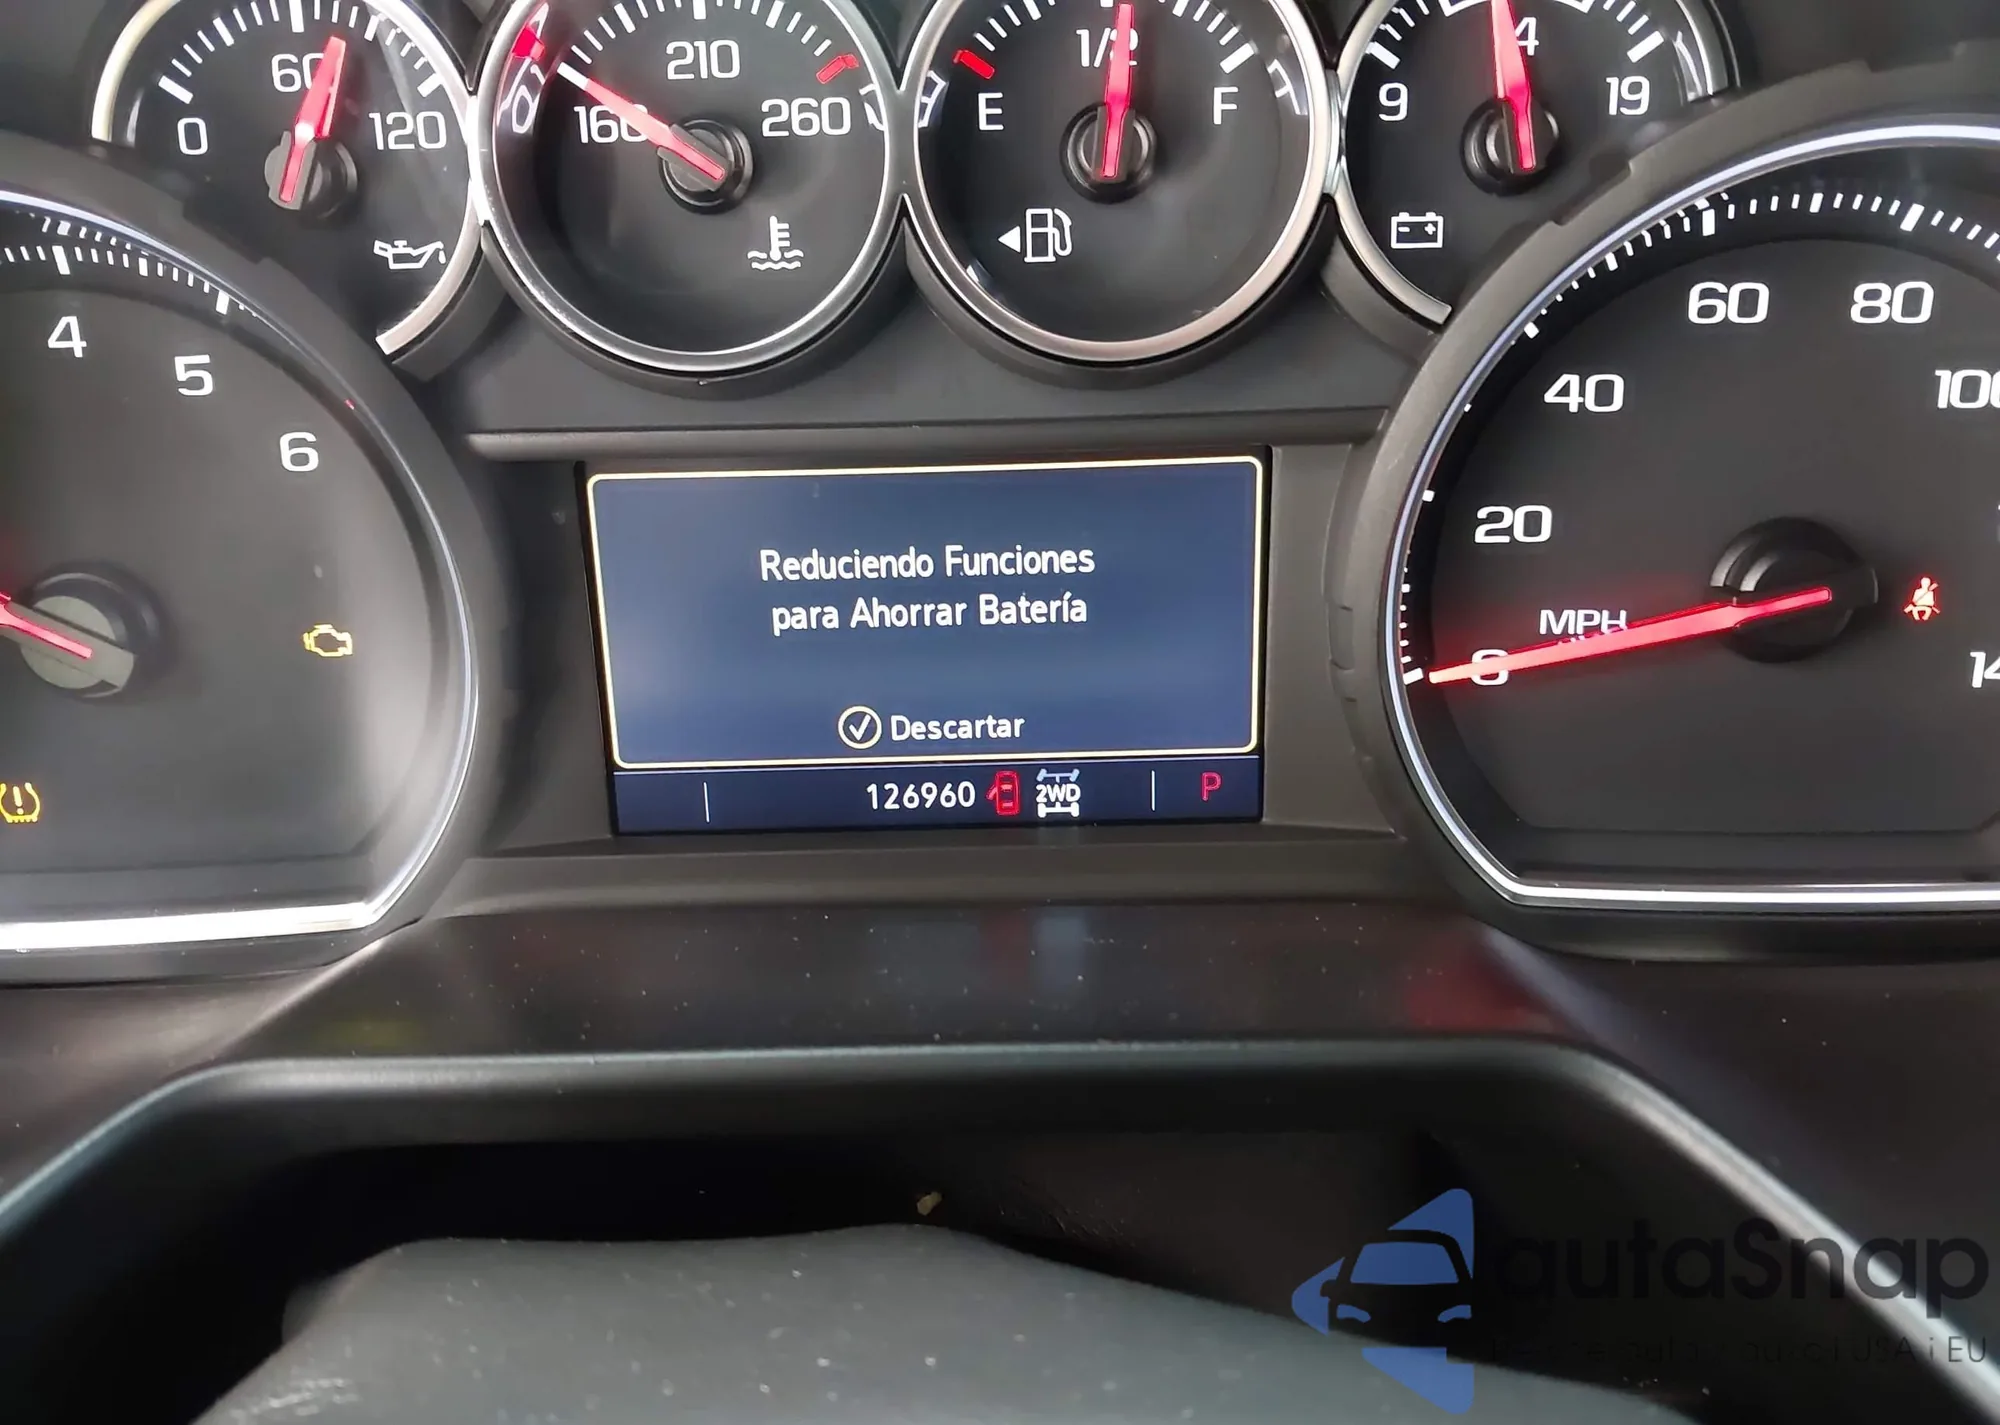 60
0
120
210
160
260
1/2
E
F
9
19
4
5
6
60
80
40
20
MPH
Reduciendo Funciones
para Ahorrar Batería
Descartar
126960
2WD
P
autaSnap